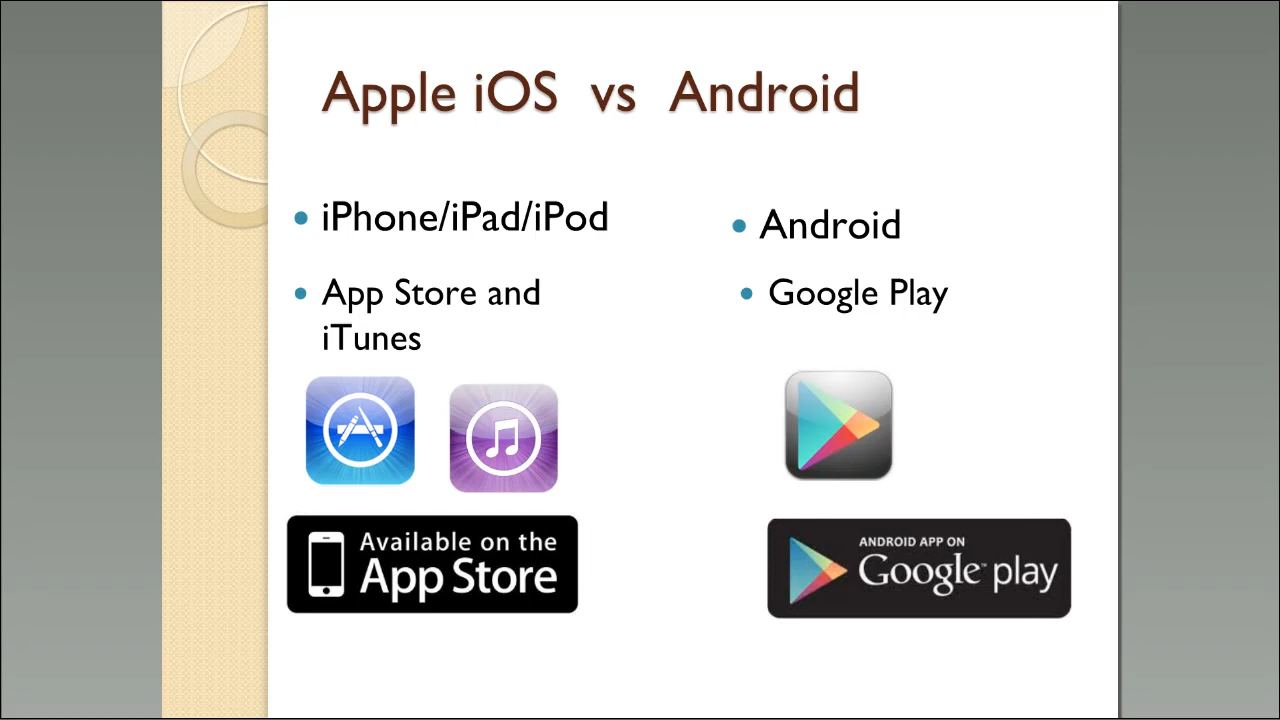 Apple iOS vs Android
• iPhone/iPad/iPod
• App Store and
iTunes
Available on the
App Store
• Android
• Google Play
ANDROID APP ON
Google™ play